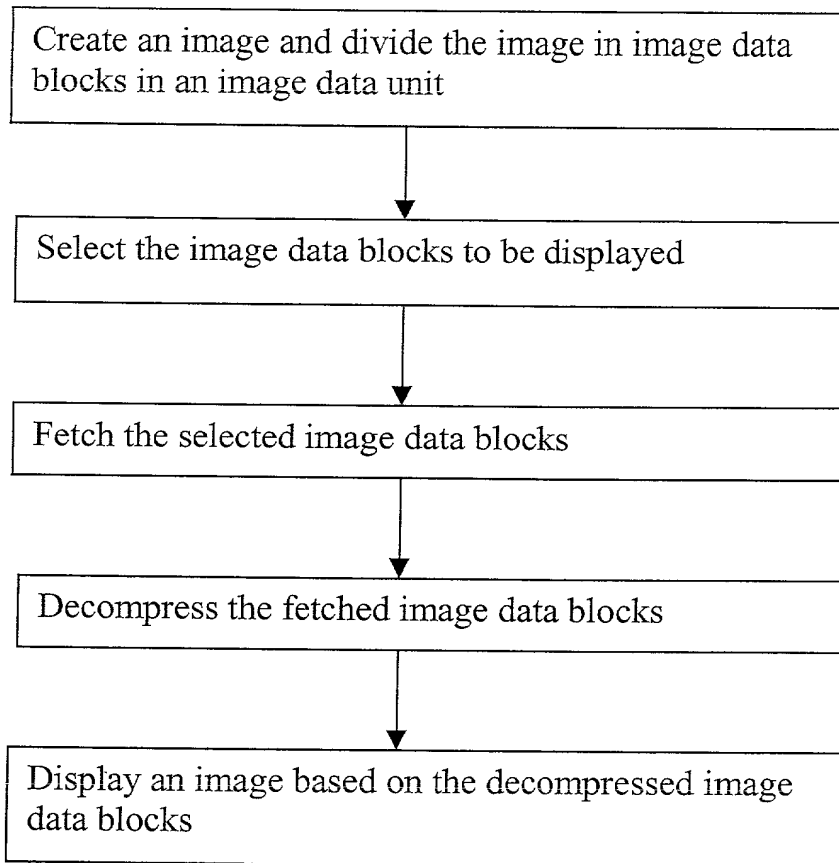 Create an image and divide the image in image data
blocks in an image data unit
Select the image data blocks to be displayed
Fetch the selected image data blocks
Decompress the fetched image data blocks
Display an image based on the decompressed image
data blocks